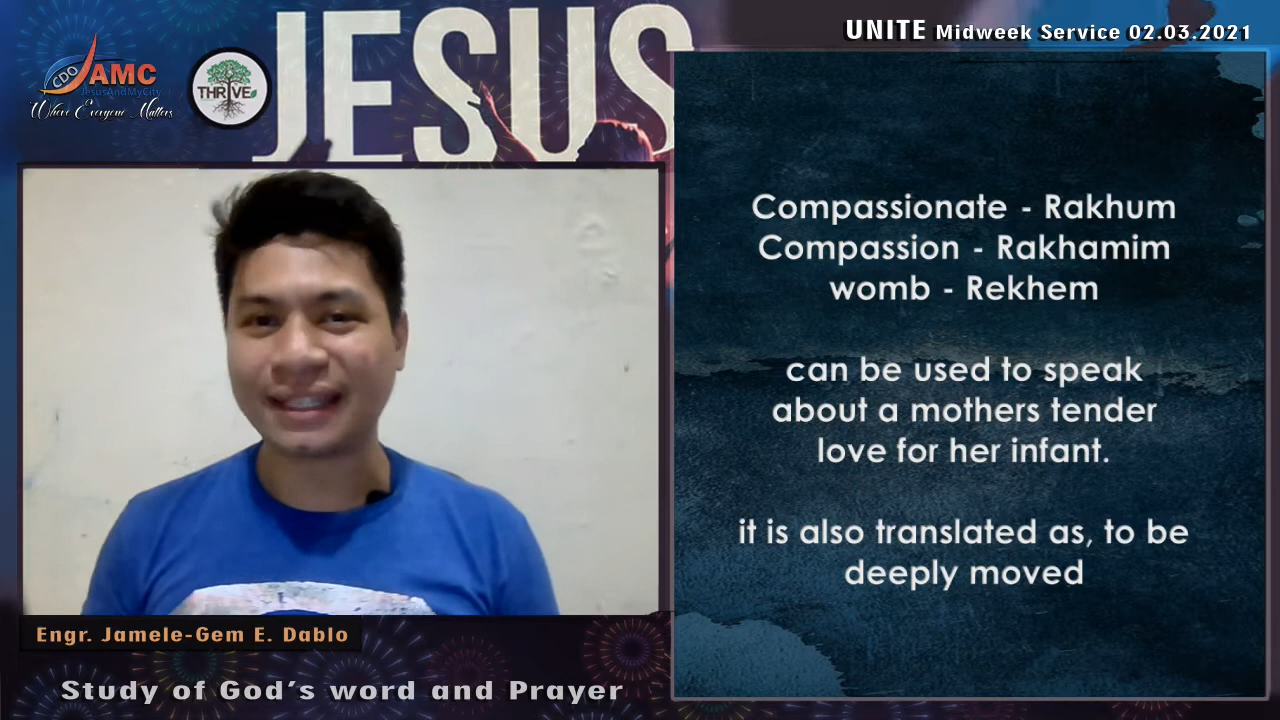 JESUS
UNITE Midweek Service 02.03.2021
CDO JAMC
JesusAndMyCity
Where Everyone Matters
THRIVE
Compassionate - Rakhum
Compassion - Rakhamim
womb - Rekhem
can be used to speak
about a mothers tender
love for her infant.
it is also translated as, to be
deeply moved
Engr. Jamele-Gem E. Dablo
Study of God's word and Prayer